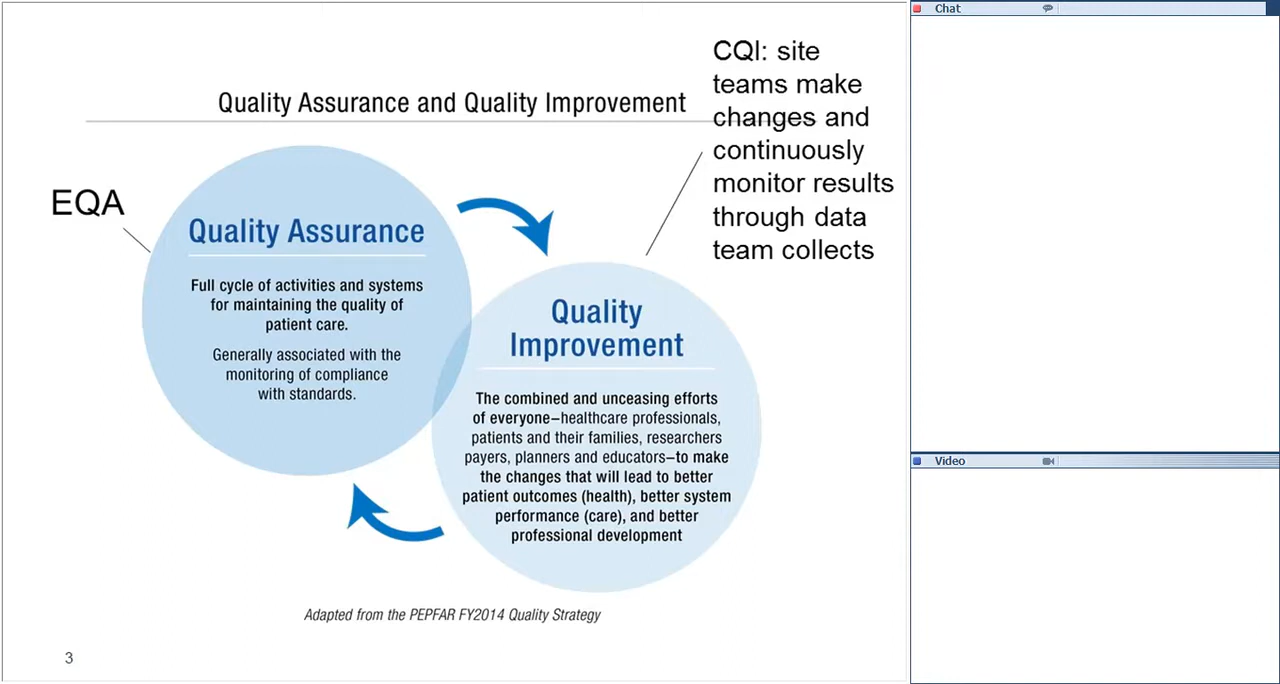 Quality Assurance and Quality Improvement
CQI: site
teams make
changes and
continuously
monitor results
through data
team collects
EQA
Quality Assurance
Full cycle of activities and systems
for maintaining the quality of
patient care.
Generally associated with the
monitoring of compliance
with standards.
Quality
Improvement
The combined and unceasing efforts
of everyone–healthcare professionals,
patients and their families, researchers
payers, planners and educators–to make
the changes that will lead to better
patient outcomes (health), better system
performance (care), and better
professional development
Adapted from the PEPFAR FY2014 Quality Strategy
3
Chat
Video